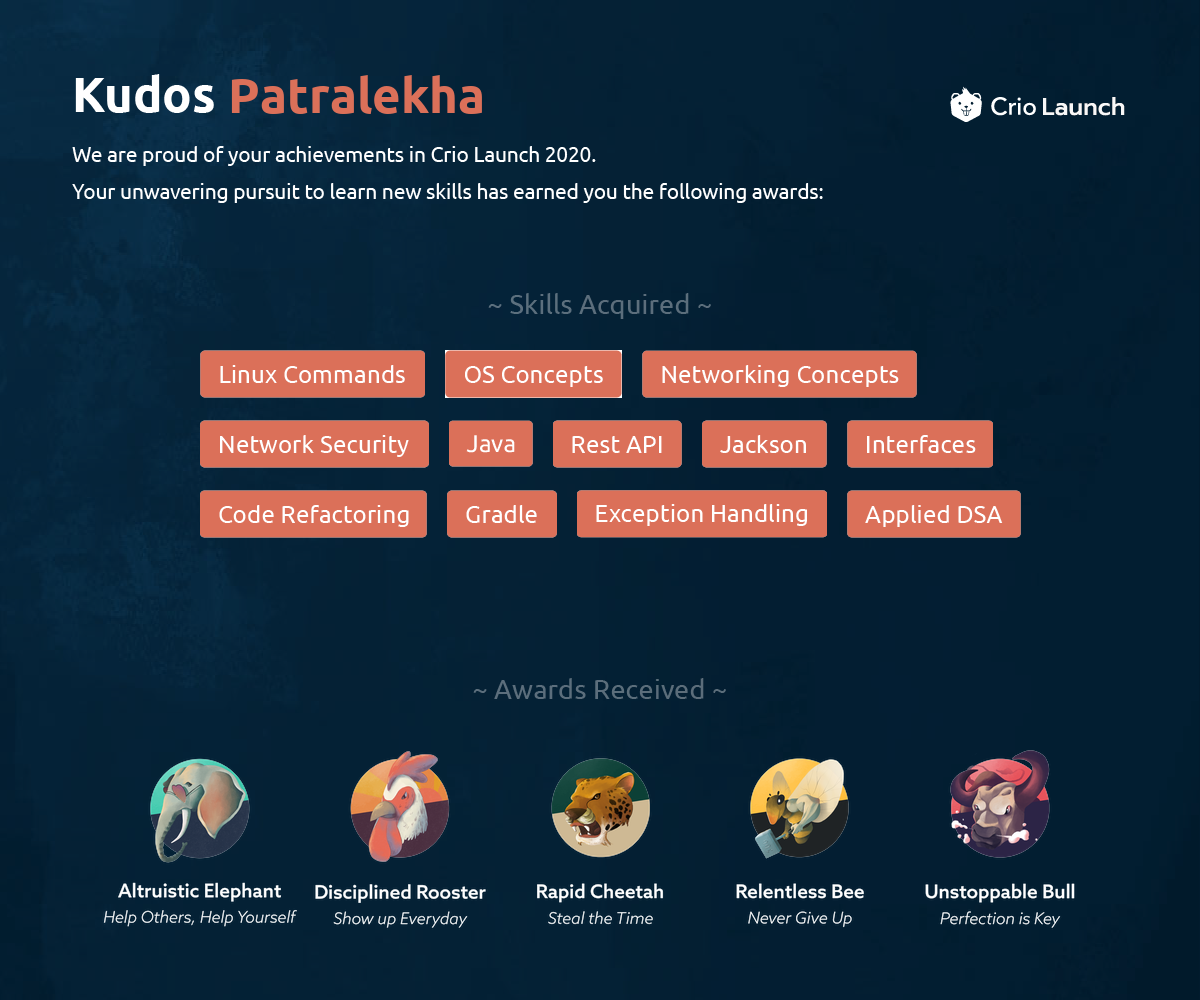 Kudos Patralekha
Crio Launch
We are proud of your achievements in Crio Launch 2020.
Your unwavering pursuit to learn new skills has earned you the following awards:
~ Skills Acquired ~
Linux Commands OS Concepts Networking Concepts
Network Security Java Rest API Jackson Interfaces
Code Refactoring Gradle Exception Handling Applied DSA
~ Awards Received ~
Altruistic Elephant Disciplined Rooster Rapid Cheetah Relentless Bee Unstoppable Bull
Help Others, Help Yourself Show up Everyday Steal the Time Never Give Up Perfection is Key